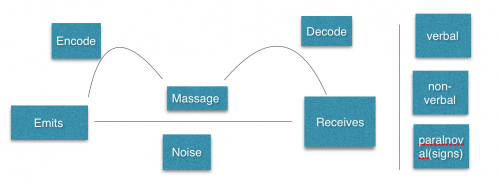 Encode
Decode
verbal
Massage
non-
verbal
Emits
Receives
Noise
paralnov
al(signs)